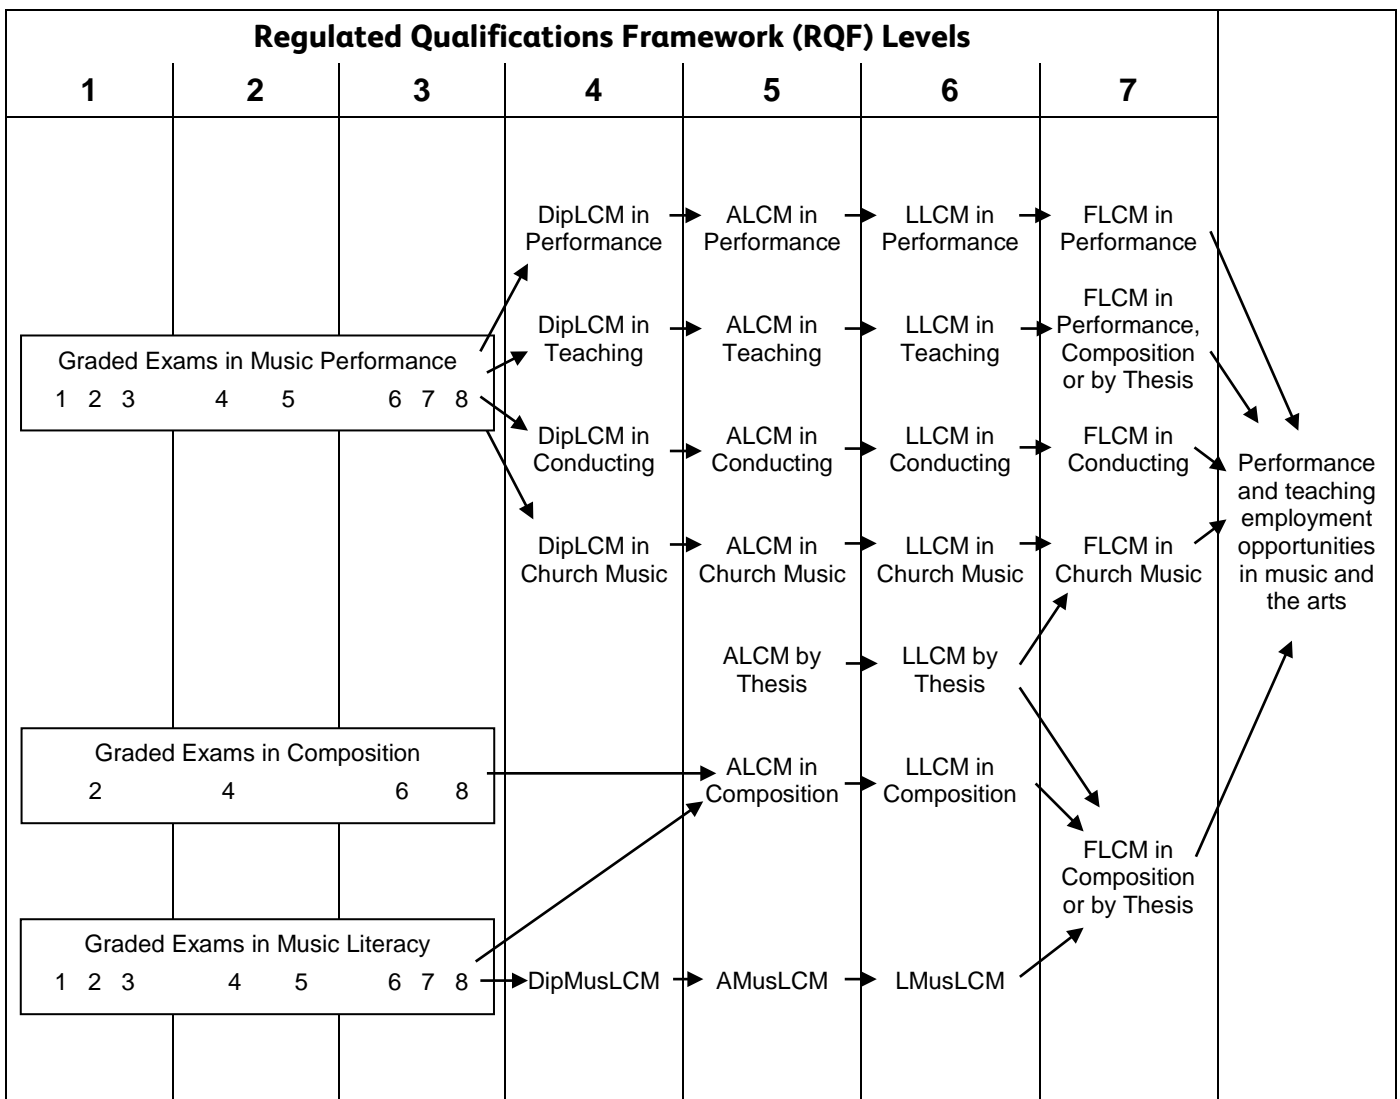 Regulated Qualifications Framework (RQF) Levels
1 2 3 4 5 6 7
DipLCM in
Performance
ALCM in
Performance
LLCM in
Performance
FLCM in
Performance
Graded Exams in Music Performance
1 2 3 4 5 6 7 8
DipLCM in
Teaching
ALCM in
Teaching
LLCM in
Teaching
FLCM in
Performance,
Composition
or by Thesis
DipLCM in
Conducting
ALCM in
Conducting
LLCM in
Conducting
FLCM in
Conducting
DipLCM in
Church Music
ALCM in
Church Music
LLCM in
Church Music
FLCM in
Church Music
Performance
and teaching
employment
opportunities
in music and
the arts
ALCM by
Thesis
LLCM by
Thesis
Graded Exams in Composition
2 4 6 8
ALCM in
Composition
LLCM in
Composition
FLCM in
Composition
or by Thesis
Graded Exams in Music Literacy
1 2 3 4 5 6 7 8
DipMusLCM
AMusLCM
LMusLCM